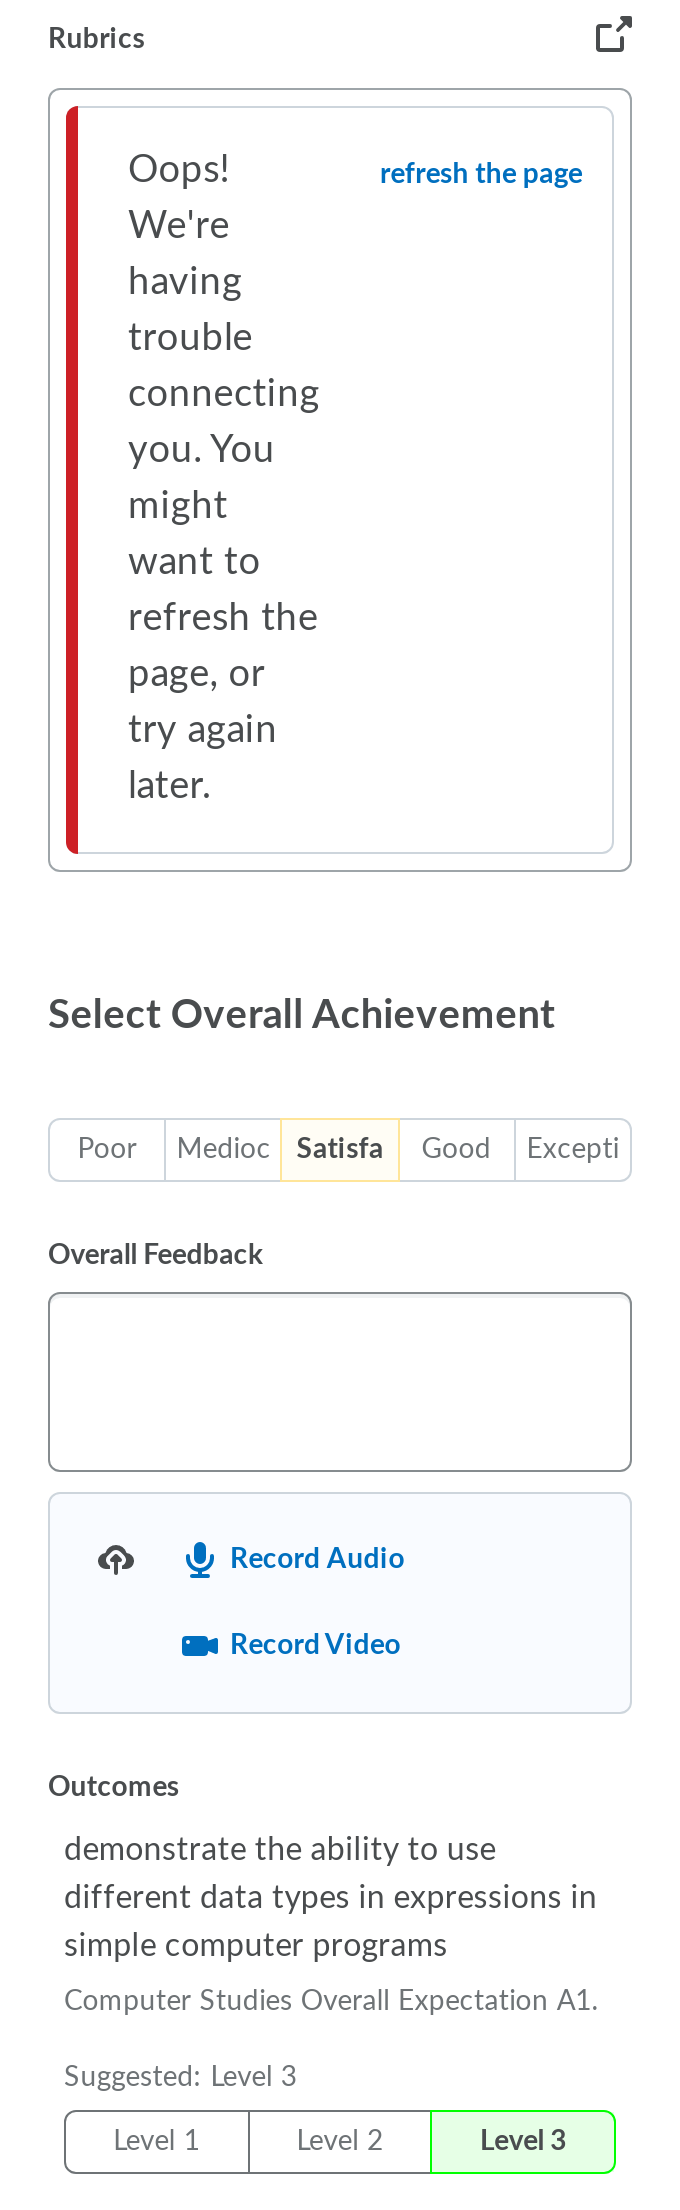 Rubrics
Oops!
We're
having
trouble
connecting
you. You
might
want to
refresh the
page, or
try again
later.
refresh the page
Select Overall Achievement
Poor Medioc Satisfa Good Excepti
Overall Feedback
Record Audio
Record Video
Outcomes
demonstrate the ability to use
different data types in expressions in
simple computer programs
Computer Studies Overall Expectation A1.
Suggested: Level 3
Level 1 Level 2 Level 3